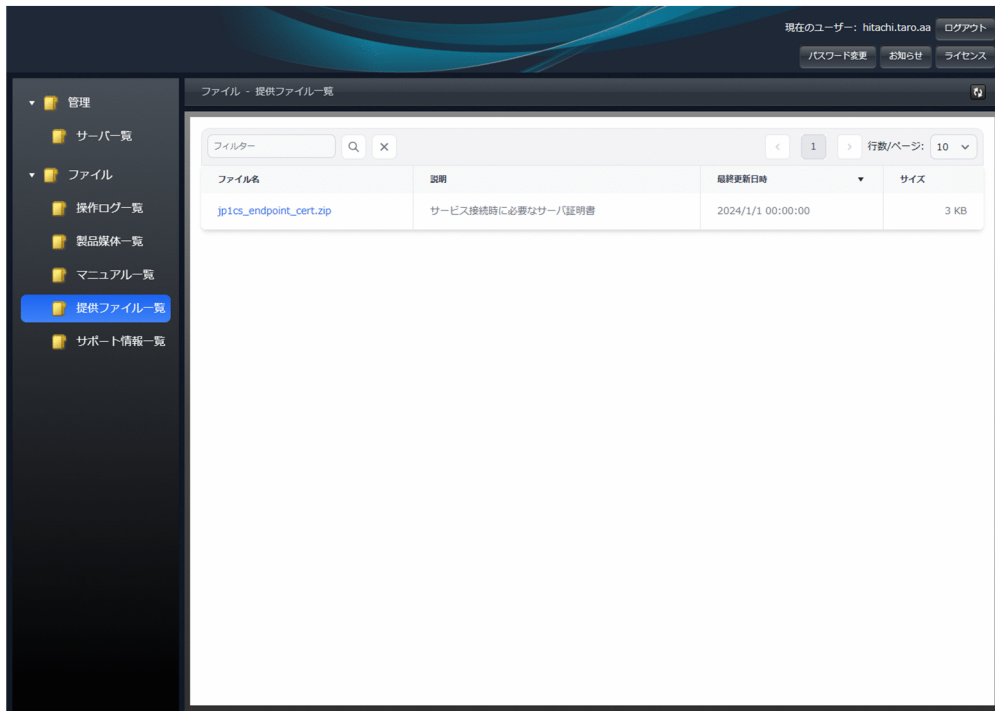 現在のユーザー: hitachi.taro.aa ログアウト
パスワード変更 お知らせ ライセンス
▼ 管理
サーバ一覧
▼ ファイル
操作ログ一覧
製品媒体一覧
マニュアル一覧
提供ファイル一覧
サポート情報一覧
ファイル - 提供ファイル一覧
フィルター < 1 > 行数/ページ: 10
ファイル名 説明 最終更新日時 ▼ サイズ
jp1cs_endpoint_cert.zip サービス接続時に必要なサーバ証明書 2024/1/1 00:00:00 3 KB